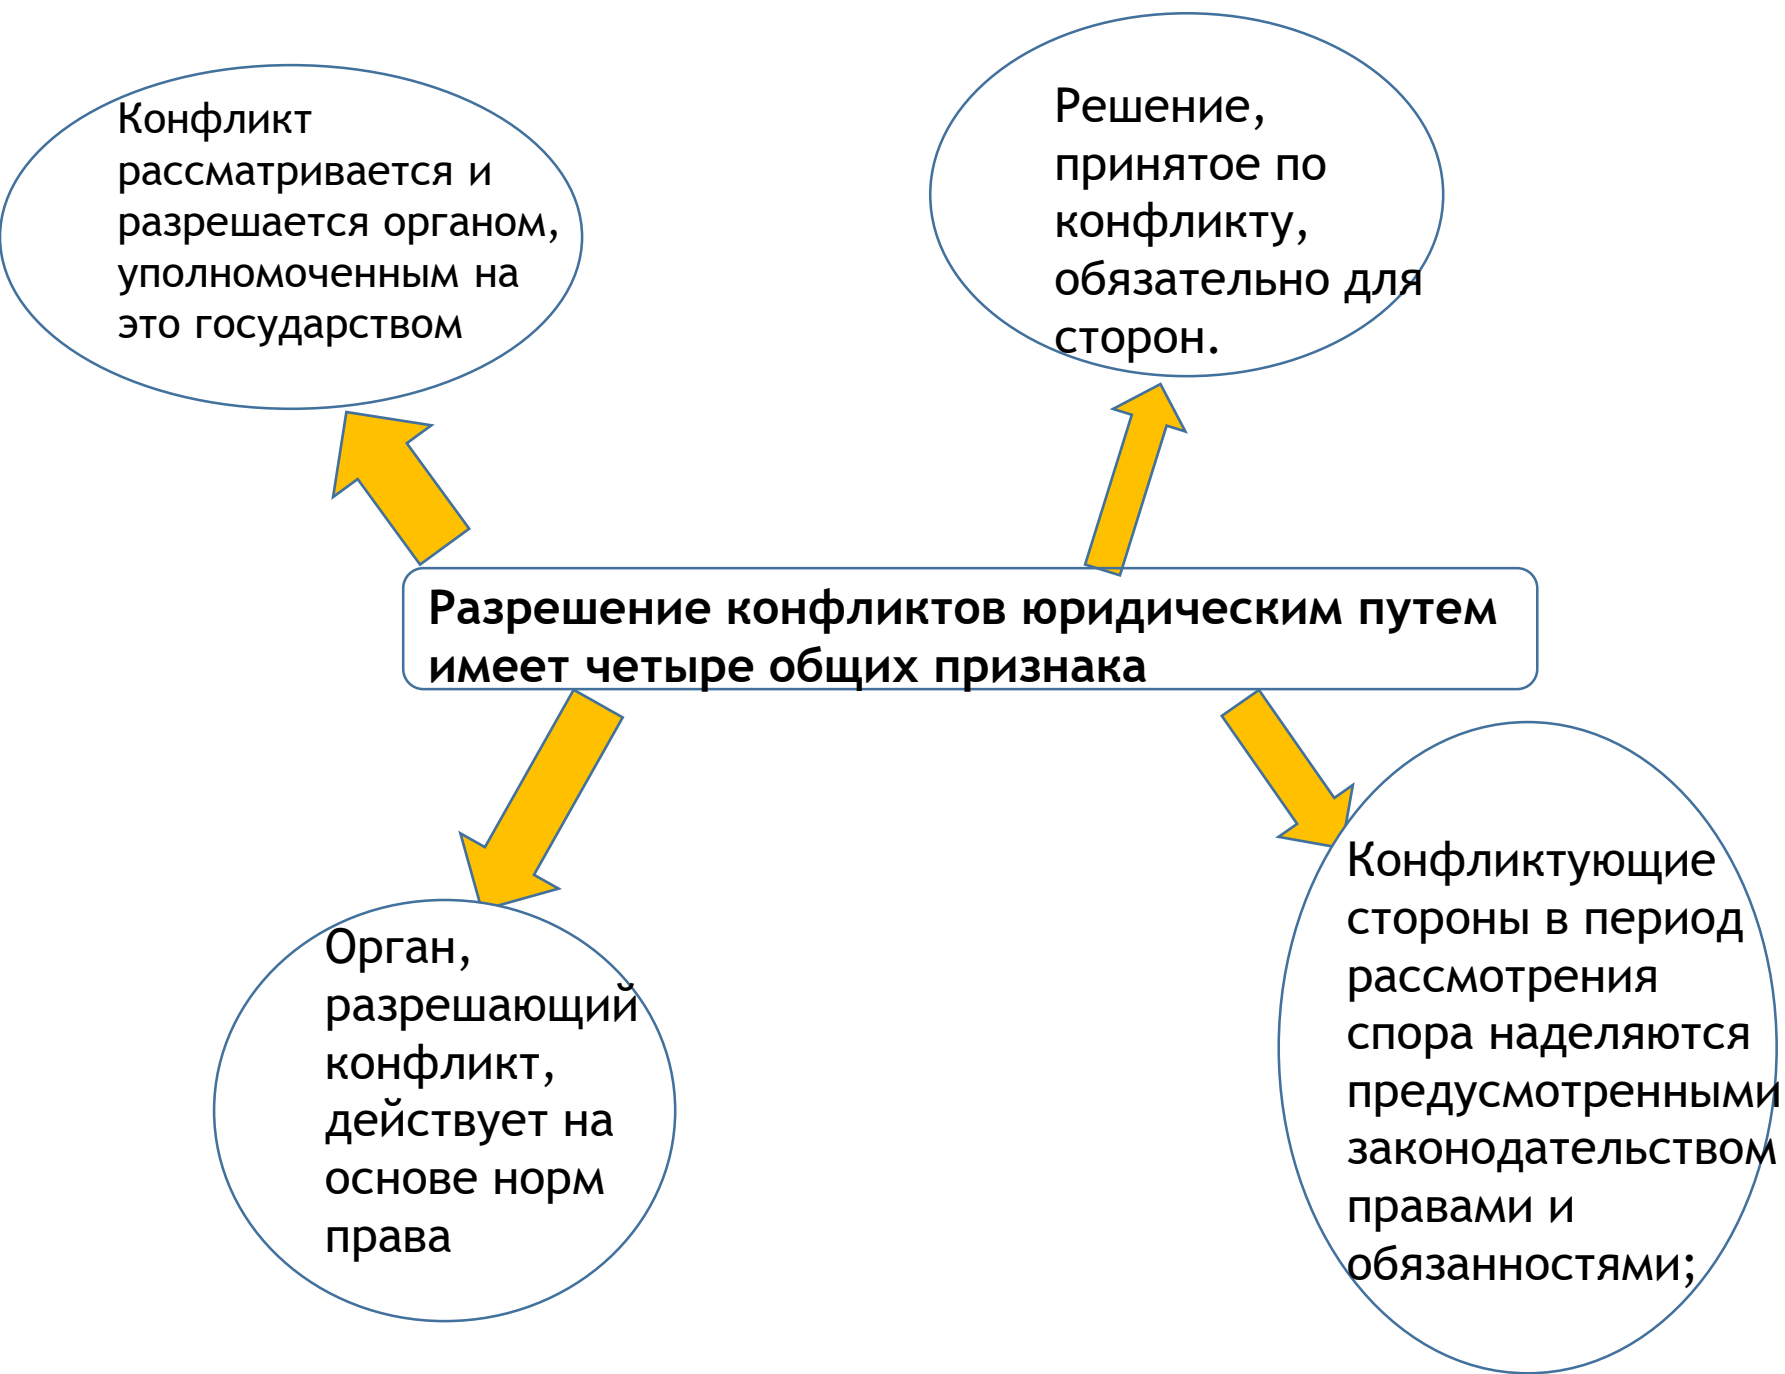 Конфликт
рассматривается и
разрешается органом,
уполномоченным на
это государством
Решение,
принятое по
конфликту,
обязательно для
сторон.
Разрешение конфликтов юридическим путем
имеет четыре общих признака
Орган,
разрешающий
конфликт,
действует на
основе норм
права
Конфликтующие
стороны в период
рассмотрения
спора наделяются
предусмотренными
законодательством
правами и
обязанностями;